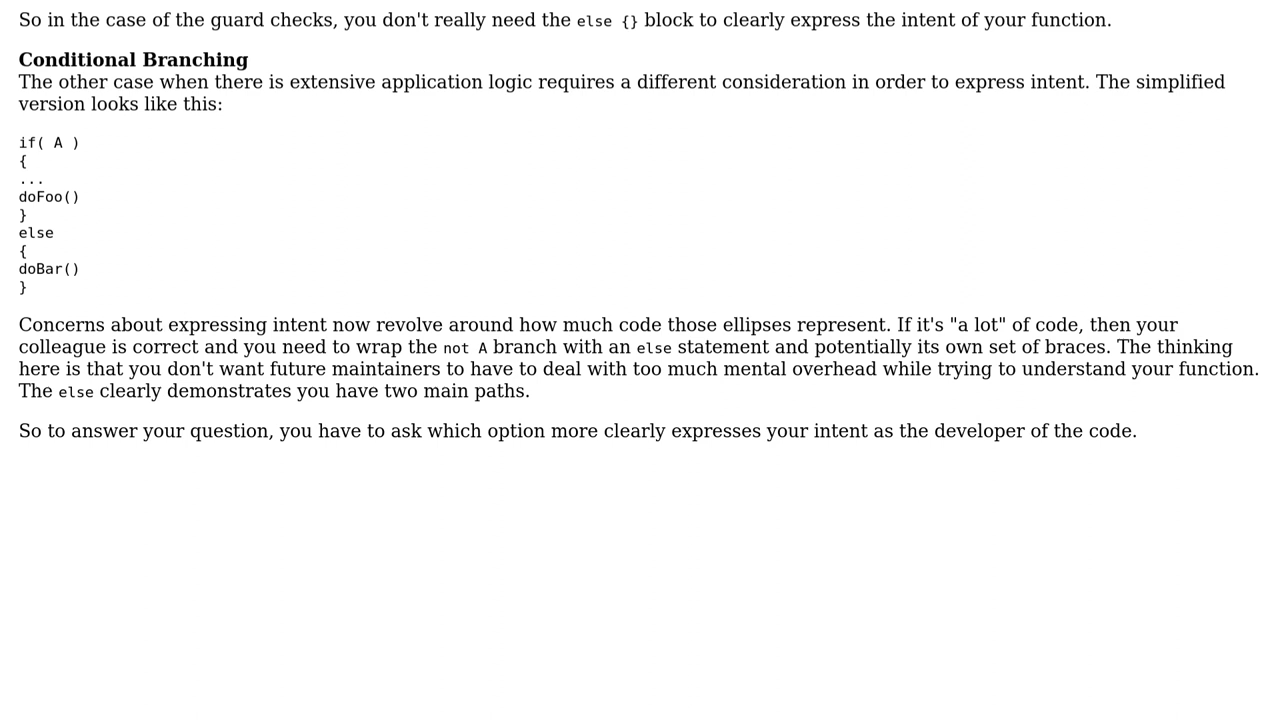 So in the case of the guard checks, you don't really need the else {} block to clearly express the intent of your function.
Conditional Branching
The other case when there is extensive application logic requires a different consideration in order to express intent. The simplified
version looks like this:
if( A )
{
...
doFoo()
}
else
{
doBar()
}
Concerns about expressing intent now revolve around how much code those ellipses represent. If it's "a lot" of code, then your
colleague is correct and you need to wrap the not A branch with an else statement and potentially its own set of braces. The thinking
here is that you don't want future maintainers to have to deal with too much mental overhead while trying to understand your function.
The else clearly demonstrates you have two main paths.
So to answer your question, you have to ask which option more clearly expresses your intent as the developer of the code.